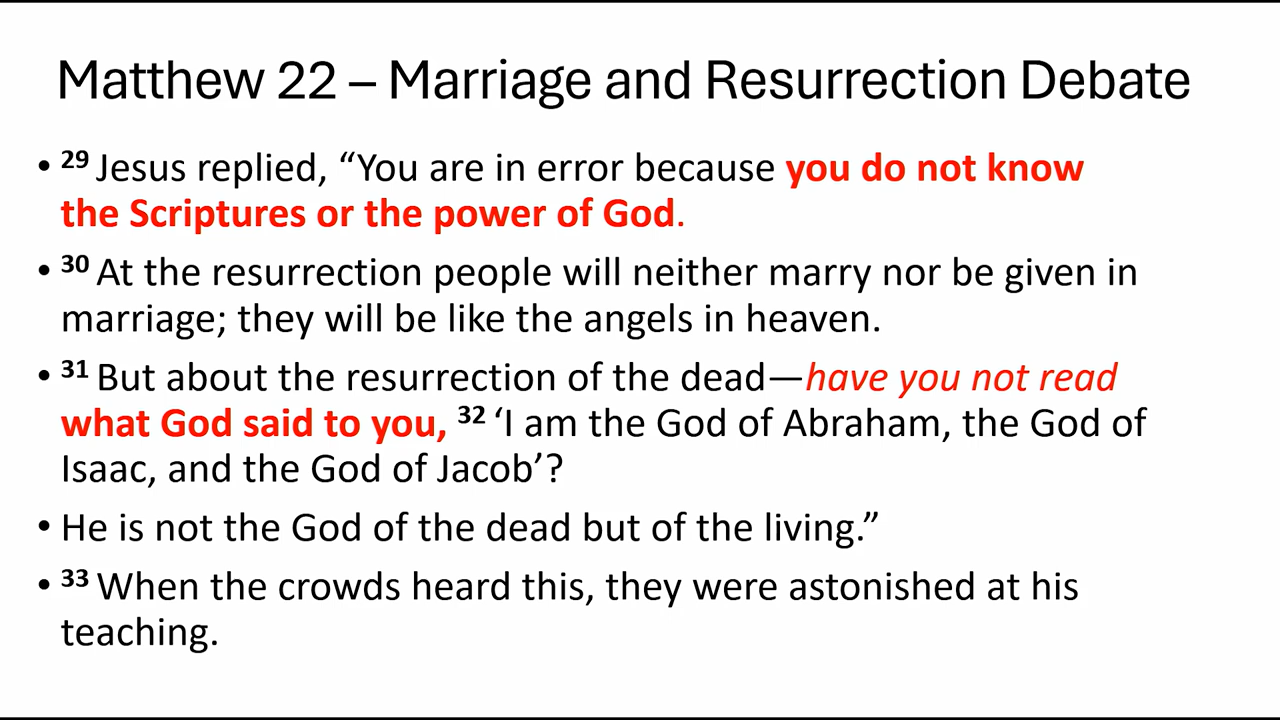 Matthew 22 – Marriage and Resurrection Debate
• 29 Jesus replied, “You are in error because you do not know
the Scriptures or the power of God.
• 30 At the resurrection people will neither marry nor be given in
marriage; they will be like the angels in heaven.
• 31 But about the resurrection of the dead—have you not read
what God said to you, 32 ‘I am the God of Abraham, the God of
Isaac, and the God of Jacob’?
• He is not the God of the dead but of the living.”
• 33 When the crowds heard this, they were astonished at his
teaching.